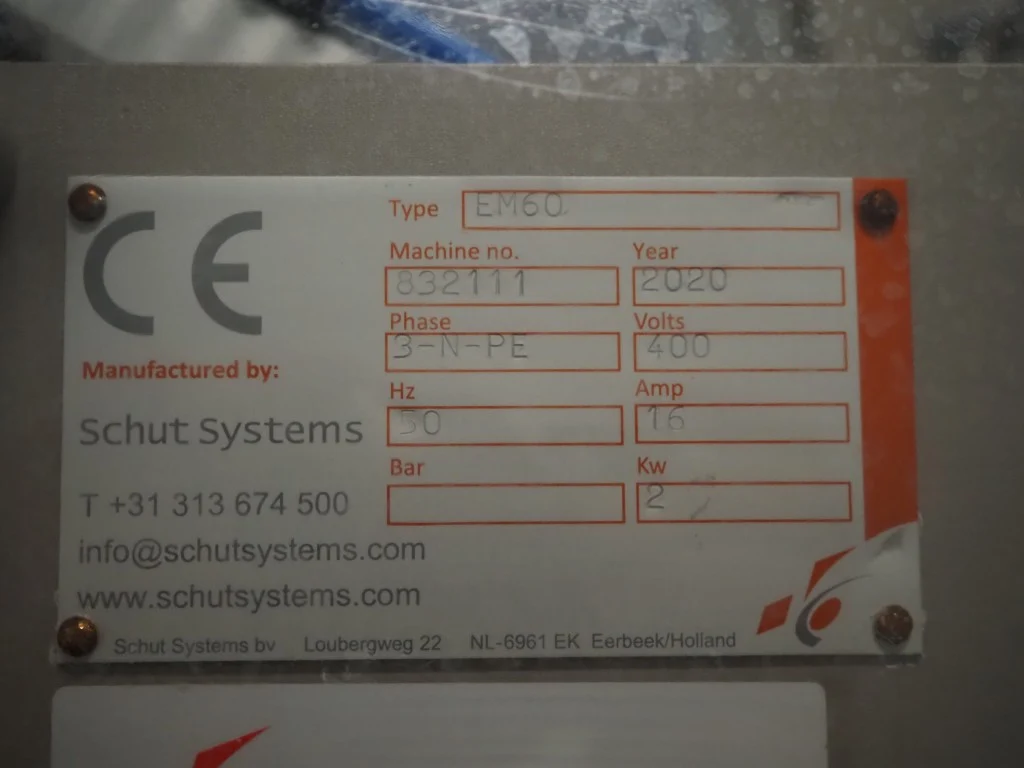 CE
Type EM60
Machine no. Year
832111 2020
Phase Volts
3-N-PE 400
Manufactured by:
Hz Amp
50 16
Schut Systems
Bar Kw
2
T +31 313 674 500
info@schutsystems.com
www.schutsystems.com
Schut Systems bv Loubergweg 22 NL-6961 EK Eerbeek/Holland